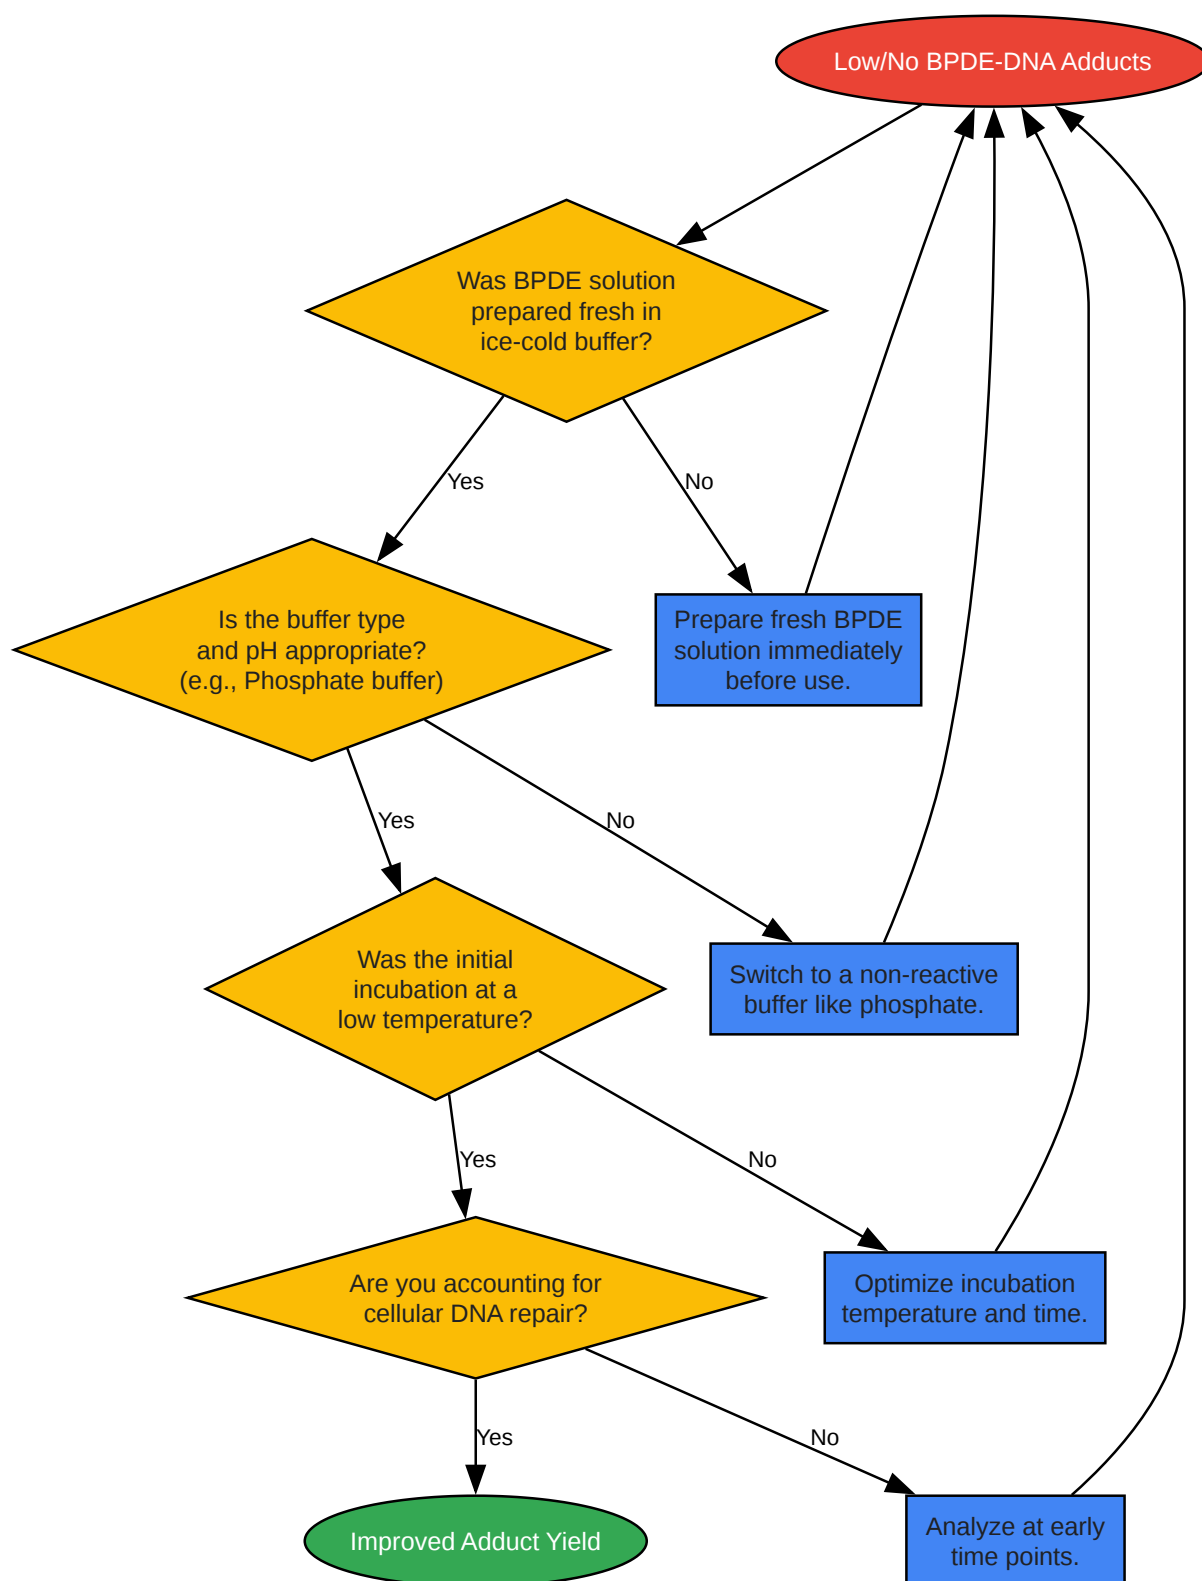 Low/No BPDE-DNA Adducts
Was BPDE solution
prepared fresh in
ice-cold buffer?
Yes
No
Is the buffer type
and pH appropriate?
(e.g., Phosphate buffer)
Prepare fresh BPDE
solution immediately
before use.
Yes
No
Was the initial
incubation at a
low temperature?
Switch to a non-reactive
buffer like phosphate.
Yes
No
Are you accounting for
cellular DNA repair?
Optimize incubation
temperature and time.
Yes
No
Improved Adduct Yield
Analyze at early
time points.